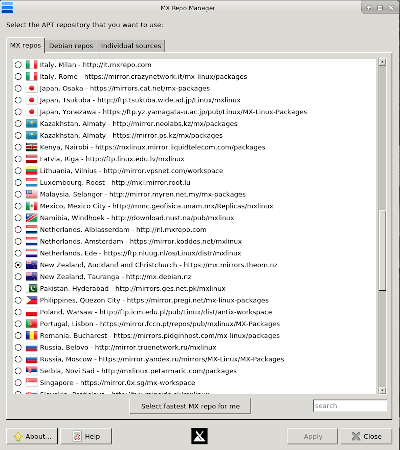 MX Repo Manager
Select the APT repository that you want to use:
MX repos Debian repos Individual sources
Italy, Milan - http://it.mxrepo.com
Italy, Rome - https://mirror.crazynetwork.it/mx-linux/packages
Japan, Osaka - https://mirrors.cat.net/mx-packages
Japan, Tsukuba - http://ftp.tsukuba.wide.ad.jp/Linux/mxlinux
Japan, Yonezawa - https://ftp.yz.yamagata-u.ac.jp/pub/Linux/MX-Linux-Packages
Kazakhstan, Almaty - http://mirror.neolabs.kz/mx/packages
Kazakhstan, Almaty - https://mirror.ps.kz/mx/packages
Kenya, Nairobi - https://mxlinux.mirror.liquidtelecom.com/packages
Latvia, Riga - http://ftp.linux.edu.lv/mxlinux
Lithuania, Vilnius - http://mirror.vpsnet.com/workspace
Luxembourg, Roost - http://mxl.mirror.root.lu
Malaysia, Selangor - http://mirror.myren.net.my/mx-packages
Mexico, Mexico City - http://mmc.geofisica.unam.mx/Replicas/mxlinux
Namibia, Windhoek - http://download.nust.na/pub/mxlinux
Netherlands, Alblasserdam - http://nl.mxrepo.com
Netherlands, Amsterdam - https://mirror.koddos.net/mxlinux
Netherlands, Ede - https://ftp.nluug.nl/os/Linux/distr/mxlinux
New Zealand, Auckland and Christchurch - https://mx.mirrors.theom.nz
New Zealand, Tauranga - http://mx.debian.nz
Pakistan, Hyderabad - http://mirrors.ges.net.pk/mxlinux
Philippines, Quezon City - https://mirror.pregi.net/mx-linux-packages
Poland, Warsaw - http://ftp.icm.edu.pl/pub/Linux/dist/antix-workspace
Portugal, Lisbon - https://mirror.fccn.pt/repos/pub/mxlinux/MX-Packages
Romania, Bucharest - https://mirrors.pidginhost.com/mx-linux-packages
Russia, Belovo - http://mirror.truenetwork.ru/mxlinux
Russia, Moscow - https://mirror.yandex.ru/mirrors/MX-Linux/MX-Packages
Serbia, Novi Sad - http://mxlinux.petarmark.com/packages
Singapore - https://mirror.0x.sg/mx-workspace
Select fastest MX repo for me
search
About... Help Apply Close